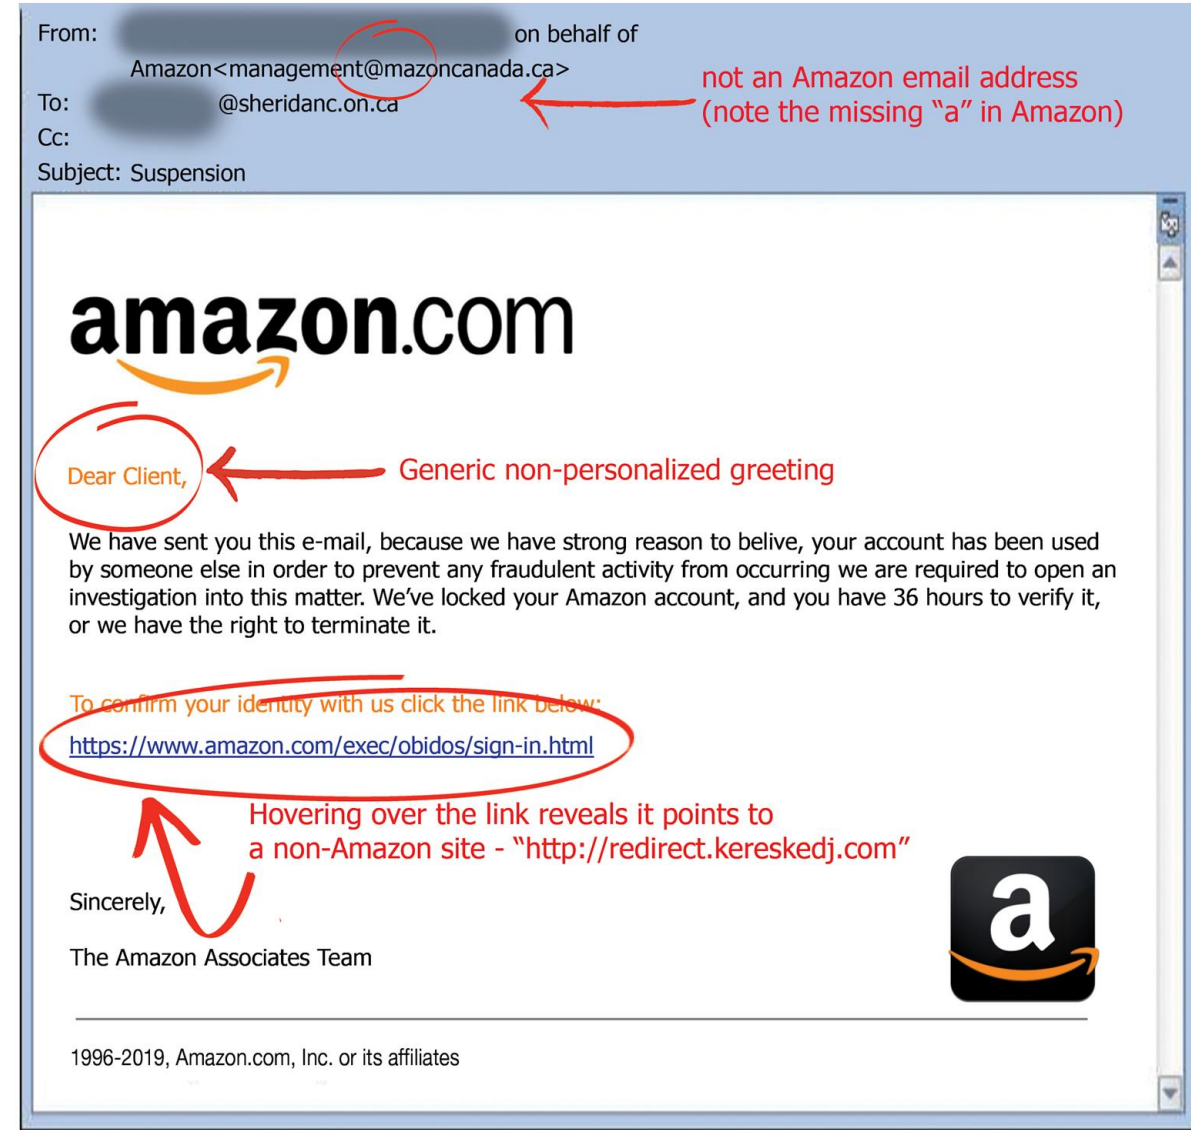 From: on behalf of
Amazon<management@mazoncanada.ca>
not an Amazon email address
(note the missing “a” in Amazon)
To: @sheridanc.on.ca
Cc:
Subject: Suspension
amazon.com
Dear Client,
Generic non-personalized greeting
We have sent you this e-mail, because we have strong reason to belive, your account has been used
by someone else in order to prevent any fraudulent activity from occurring we are required to open an
investigation into this matter. We’ve locked your Amazon account, and you have 36 hours to verify it,
or we have the right to terminate it.
To confirm your identity with us click the link below:
https://www.amazon.com/exec/obidos/sign-in.html
Hovering over the link reveals it points to
a non-Amazon site - “http://redirect.kereskedj.com”
Sincerely,
The Amazon Associates Team
a
1996-2019, Amazon.com, Inc. or its affiliates